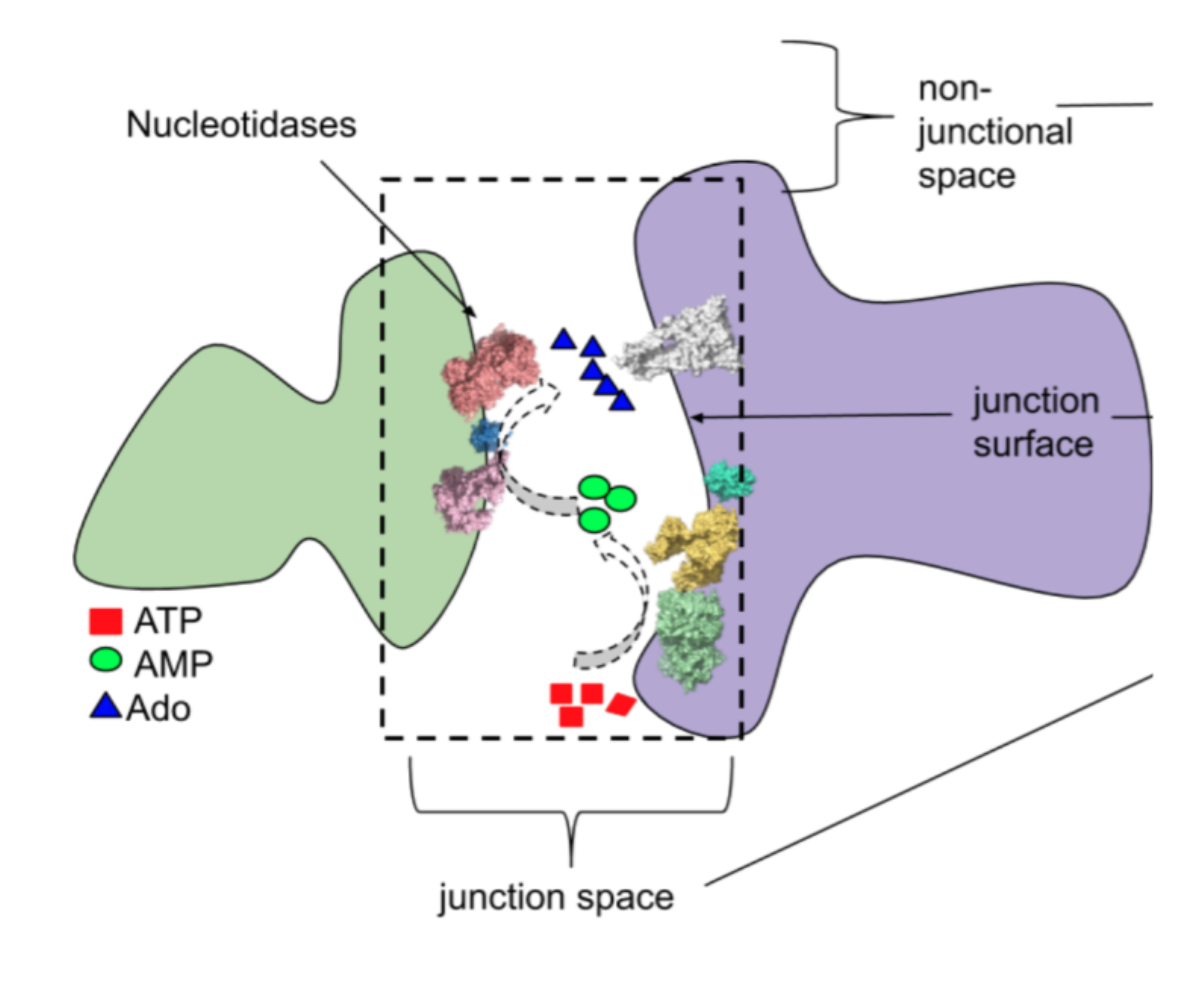 non-
junctional
space
Nucleotidases
junction
surface
ATP
AMP
Ado
junction space